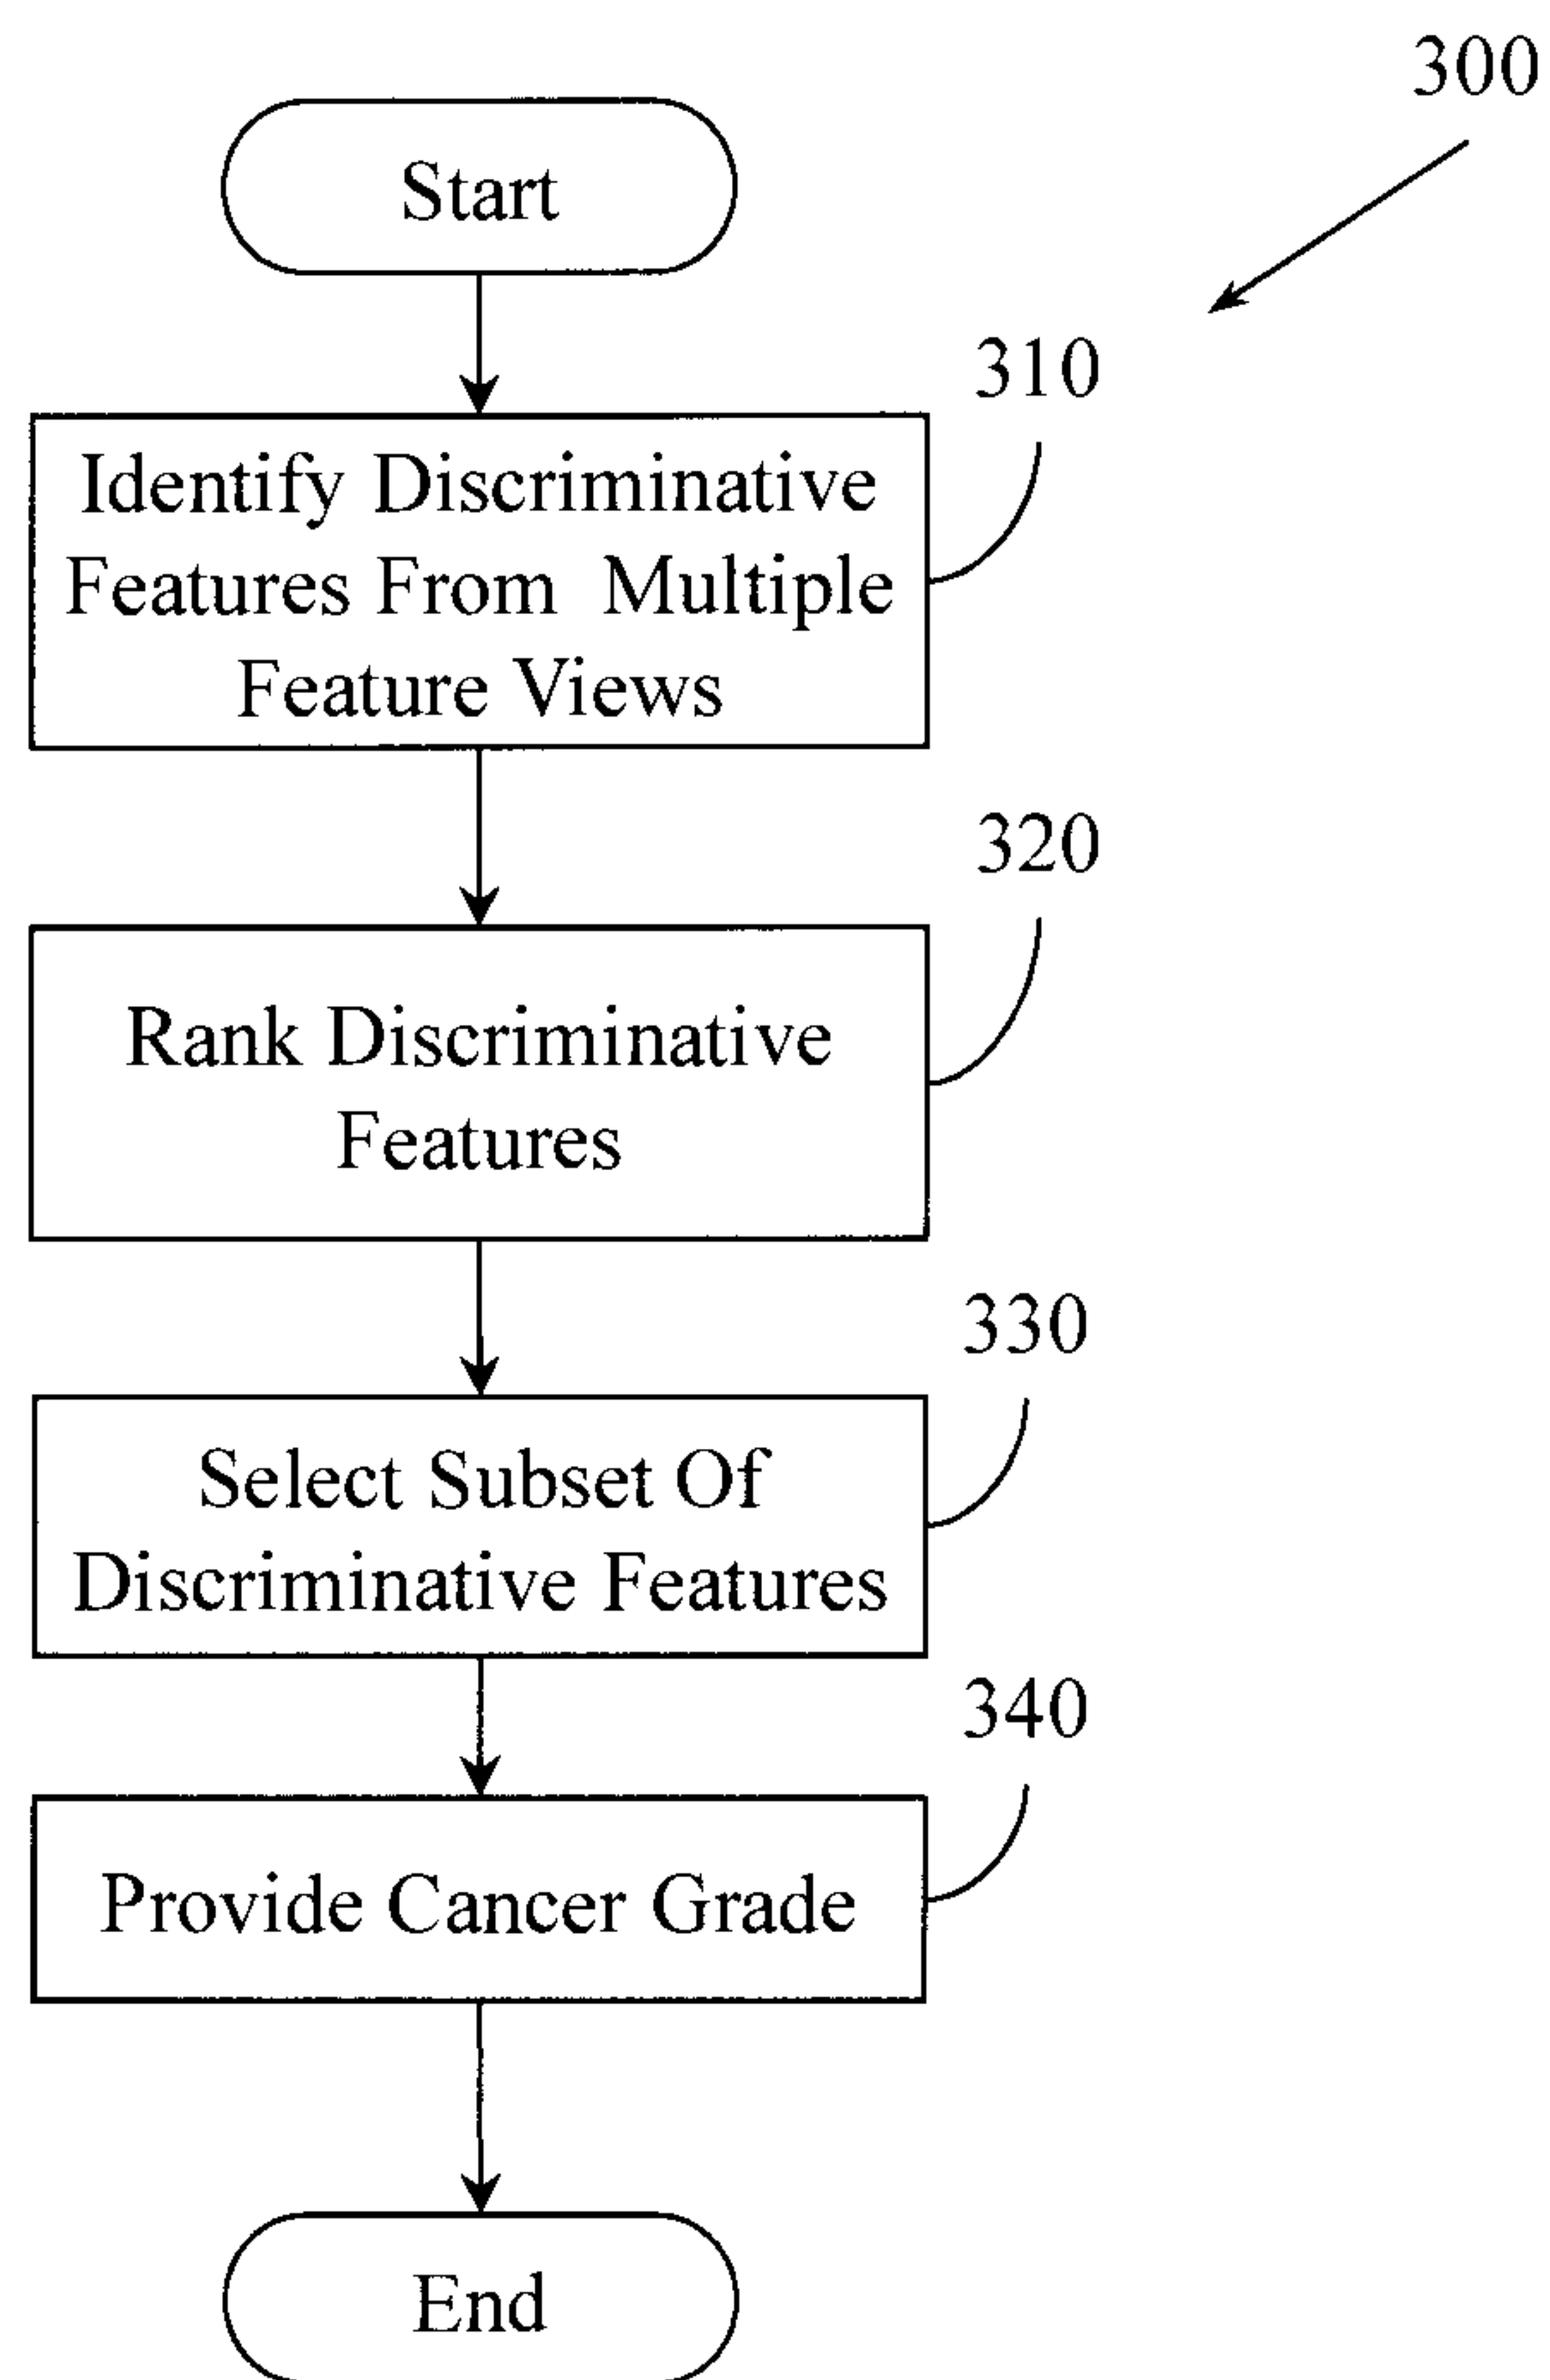 300
Start
310
Identify Discriminative
Features From Multiple
Feature Views
320
Rank Discriminative
Features
330
Select Subset Of
Discriminative Features
340
Provide Cancer Grade
End